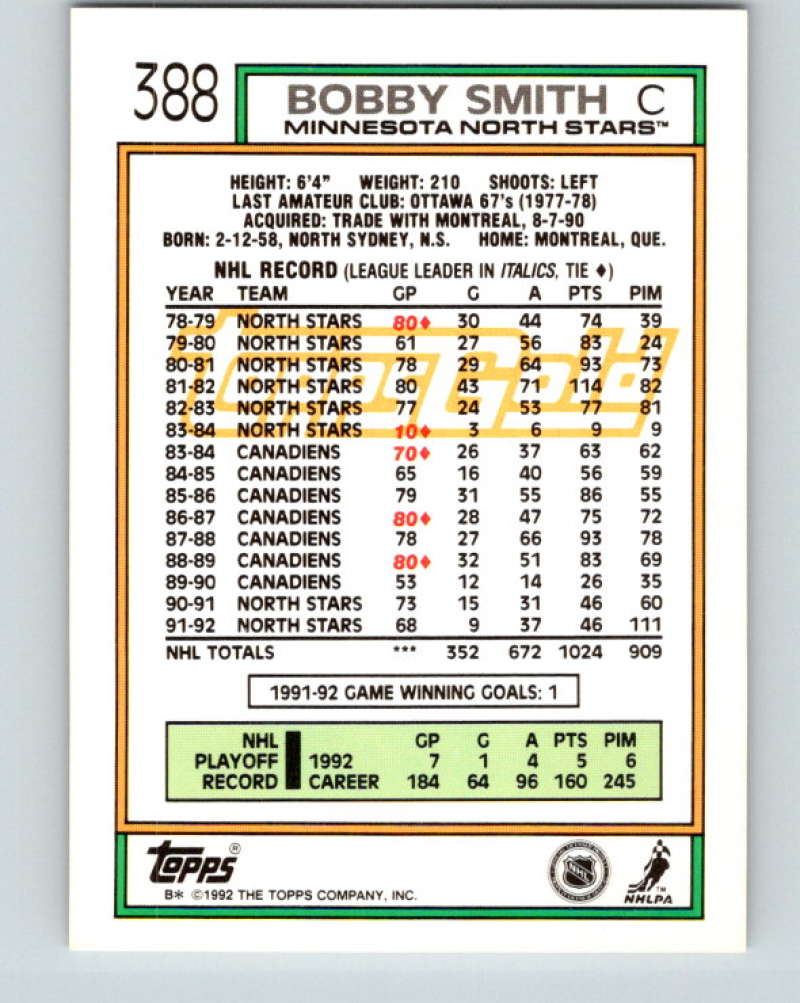 388
BOBBY SMITH C
MINNESOTA NORTH STARS™
HEIGHT: 6'4" WEIGHT: 210 SHOOTS: LEFT
LAST AMATEUR CLUB: OTTAWA 67's (1977-78)
ACQUIRED: TRADE WITH MONTREAL, 8-7-90
BORN: 2-12-58, NORTH SYDNEY, N.S. HOME: MONTREAL, QUE.
NHL RECORD (LEAGUE LEADER IN ITALICS, TIE ♦)
YEAR TEAM GP G A PTS PIM
78-79 NORTH STARS 80♦ 30 44 74 39
79-80 NORTH STARS 61 27 56 83 24
80-81 NORTH STARS 78 29 64 93 73
81-82 NORTH STARS 80 43 71 114 82
82-83 NORTH STARS 77 24 53 77 81
83-84 NORTH STARS 10♦ 3 6 9 9
83-84 CANADIENS 70♦ 26 37 63 62
84-85 CANADIENS 65 16 40 56 59
85-86 CANADIENS 79 31 55 86 55
86-87 CANADIENS 80♦ 28 47 75 72
87-88 CANADIENS 78 27 66 93 78
88-89 CANADIENS 80♦ 32 51 83 69
89-90 CANADIENS 53 12 14 26 35
90-91 NORTH STARS 73 15 31 46 60
91-92 NORTH STARS 68 9 37 46 111
NHL TOTALS *** 352 672 1024 909
Topps Gold
1991-92 GAME WINNING GOALS: 1
NHL GP G A PTS PIM
PLAYOFF 1992 7 1 4 5 6
RECORD CAREER 184 64 96 160 245
TOPPS®
B* ©1992 THE TOPPS COMPANY, INC.
NHL
™
NHLPA